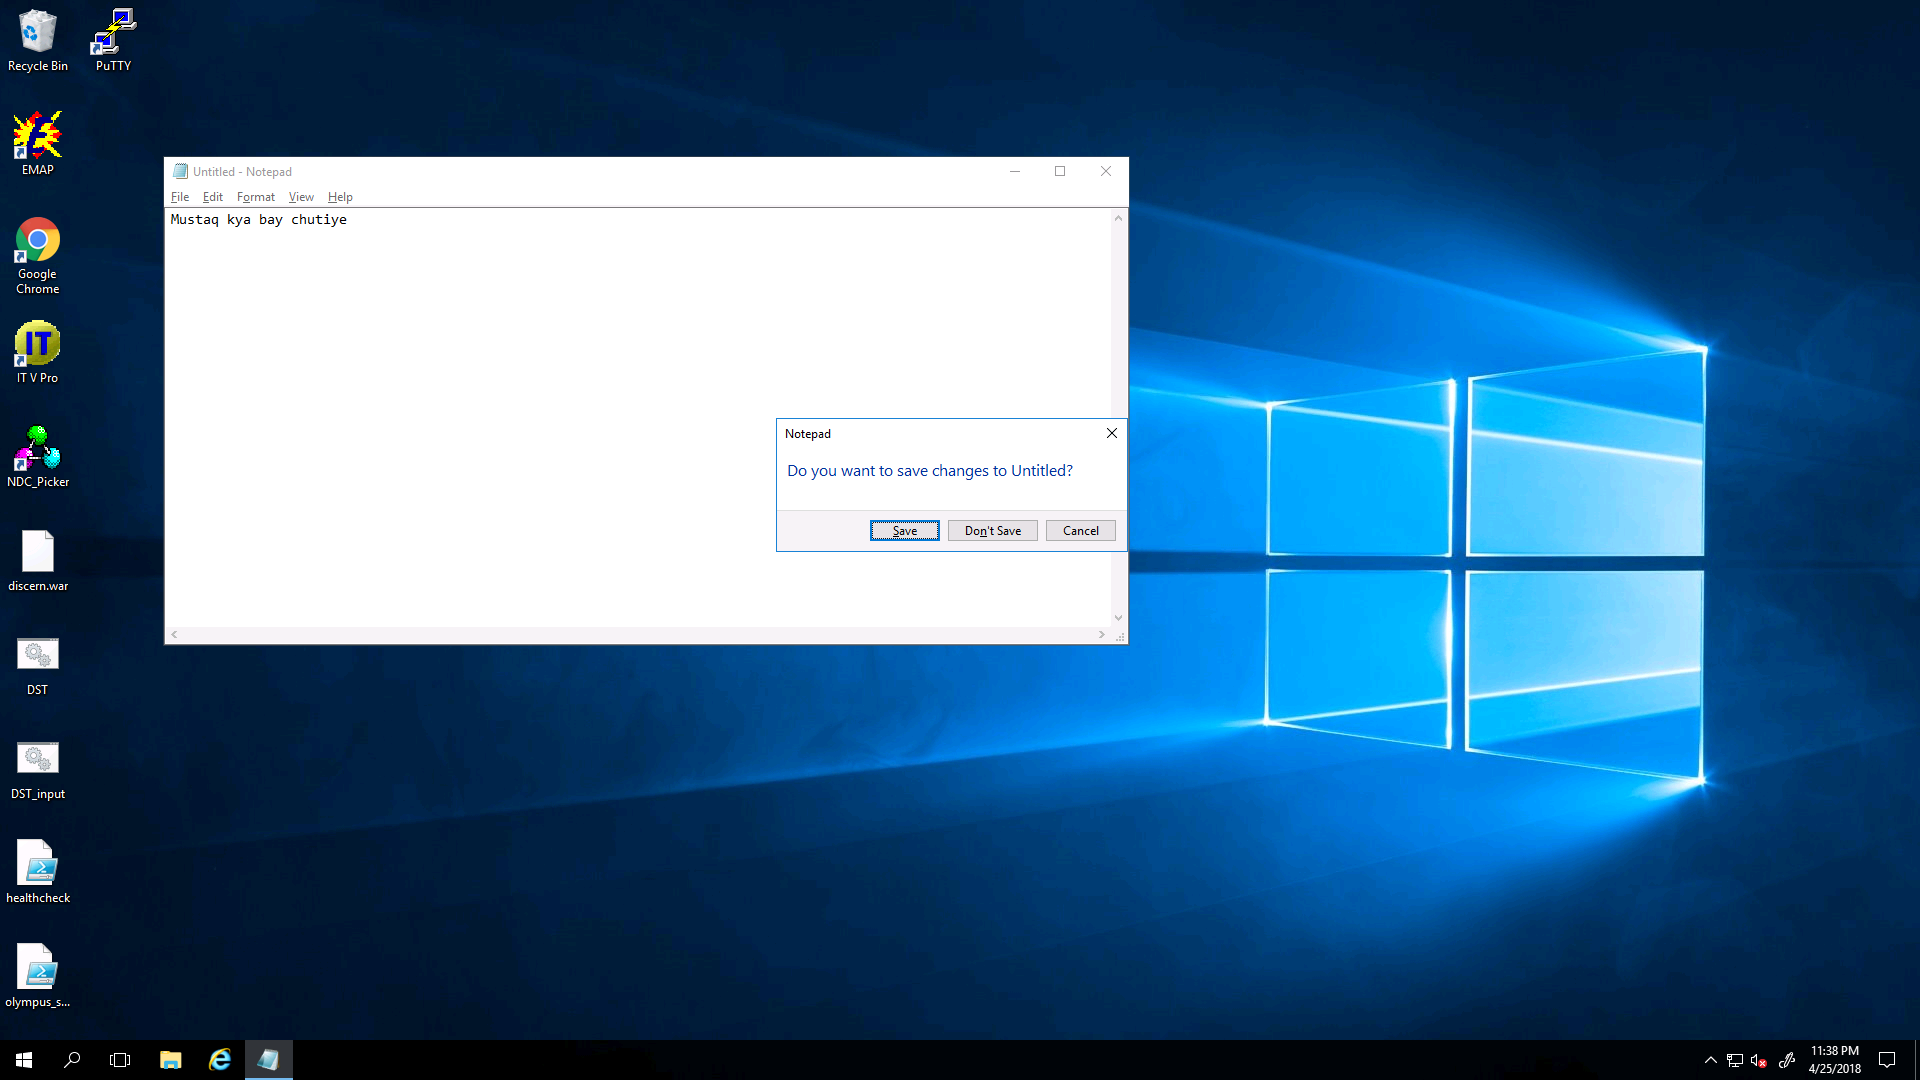 Recycle Bin
PuTTY
EMAP
Google
Chrome
IT
IT V Pro
NDC_Picker
discern.war
DST
DST_input
healthcheck
olympus_s...
Untitled - Notepad
File Edit Format View Help
Mustaq kya bay chutiye
Notepad
Do you want to save changes to Untitled?
Save Don't Save Cancel
11:38 PM
4/25/2018